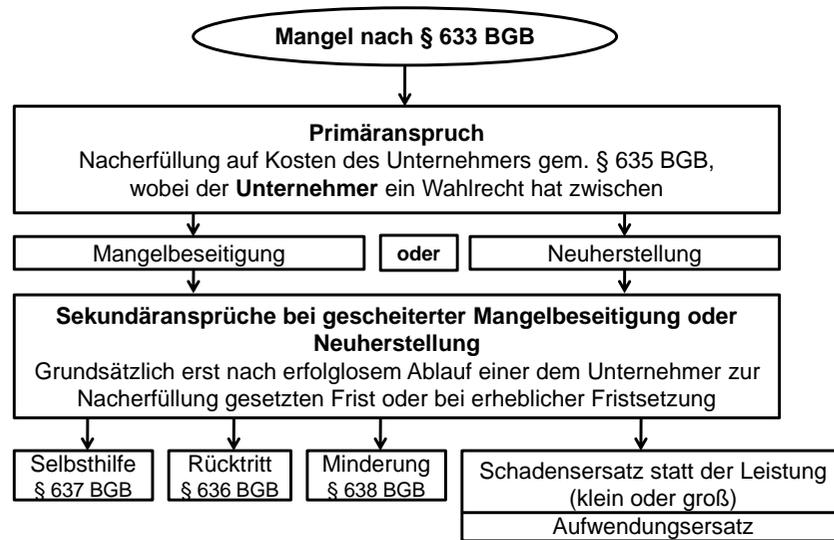 Mangel nach § 633 BGB
Primäranspruch
Nacherfüllung auf Kosten des Unternehmers gem. § 635 BGB,
wobei der Unternehmer ein Wahlrecht hat zwischen
Mangelbeseitigung
oder
Neuherstellung
Sekundäransprüche bei gescheiterter Mangelbeseitigung oder
Neuherstellung
Grundsätzlich erst nach erfolglosem Ablauf einer dem Unternehmer zur
Nacherfüllung gesetzten Frist oder bei erheblicher Fristsetzung
Selbsthilfe
§ 637 BGB
Rücktritt
§ 636 BGB
Minderung
§ 638 BGB
Schadensersatz statt der Leistung
(klein oder groß)
Aufwendungsersatz